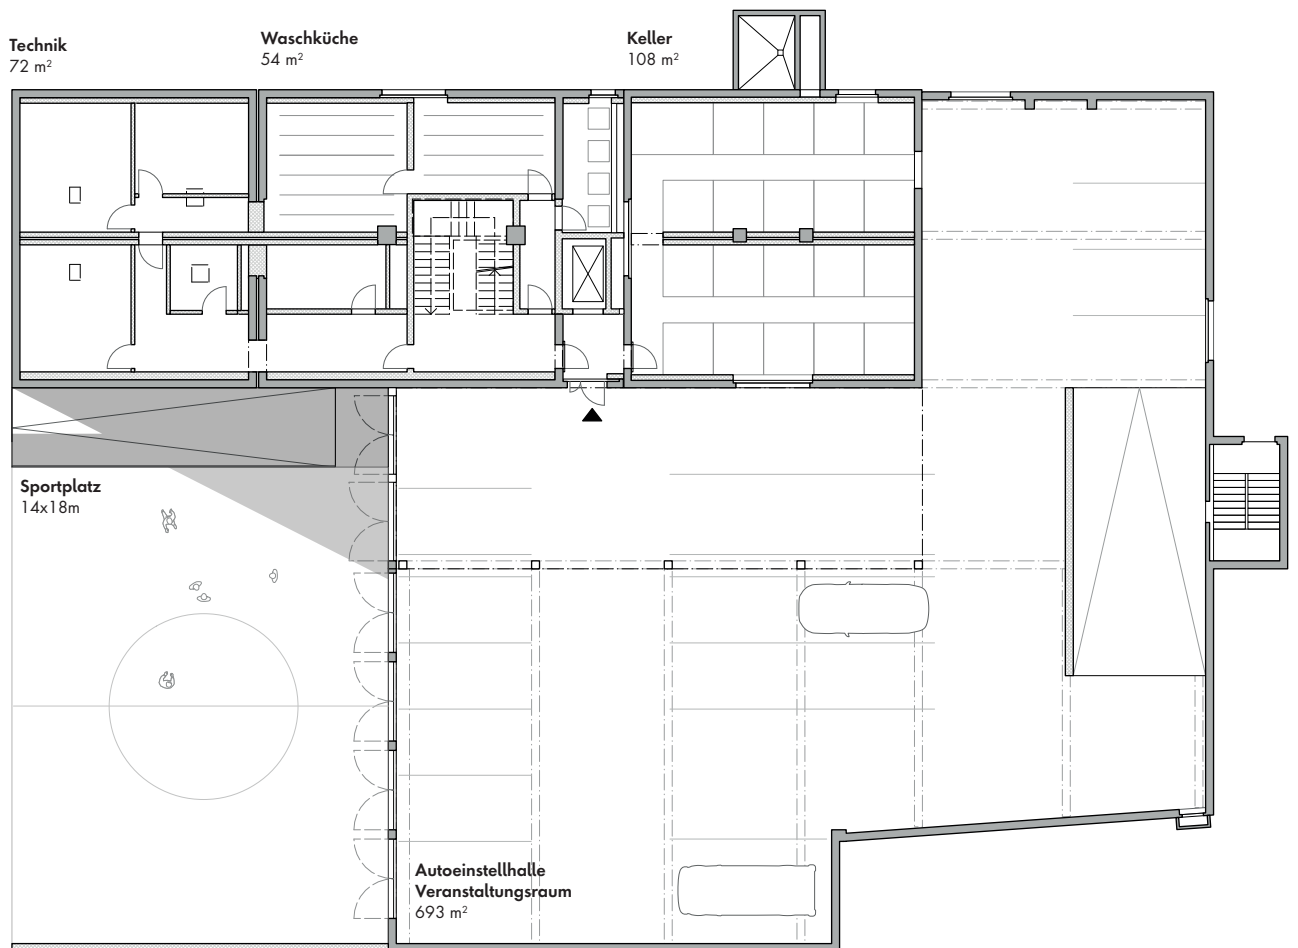 Technik
72 m²
Waschküche
54 m²
Keller
108 m²
Sportplatz
14x18m
Autoeinstellhalle
Veranstaltungsraum
693 m²